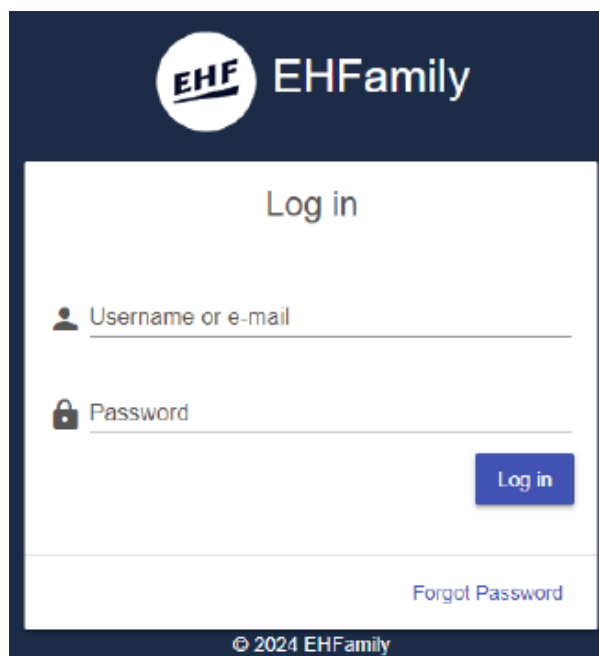 EHF
EHFamily
Log in
Username or e-mail
Password
Log in
Forgot Password
© 2024 EHFamily